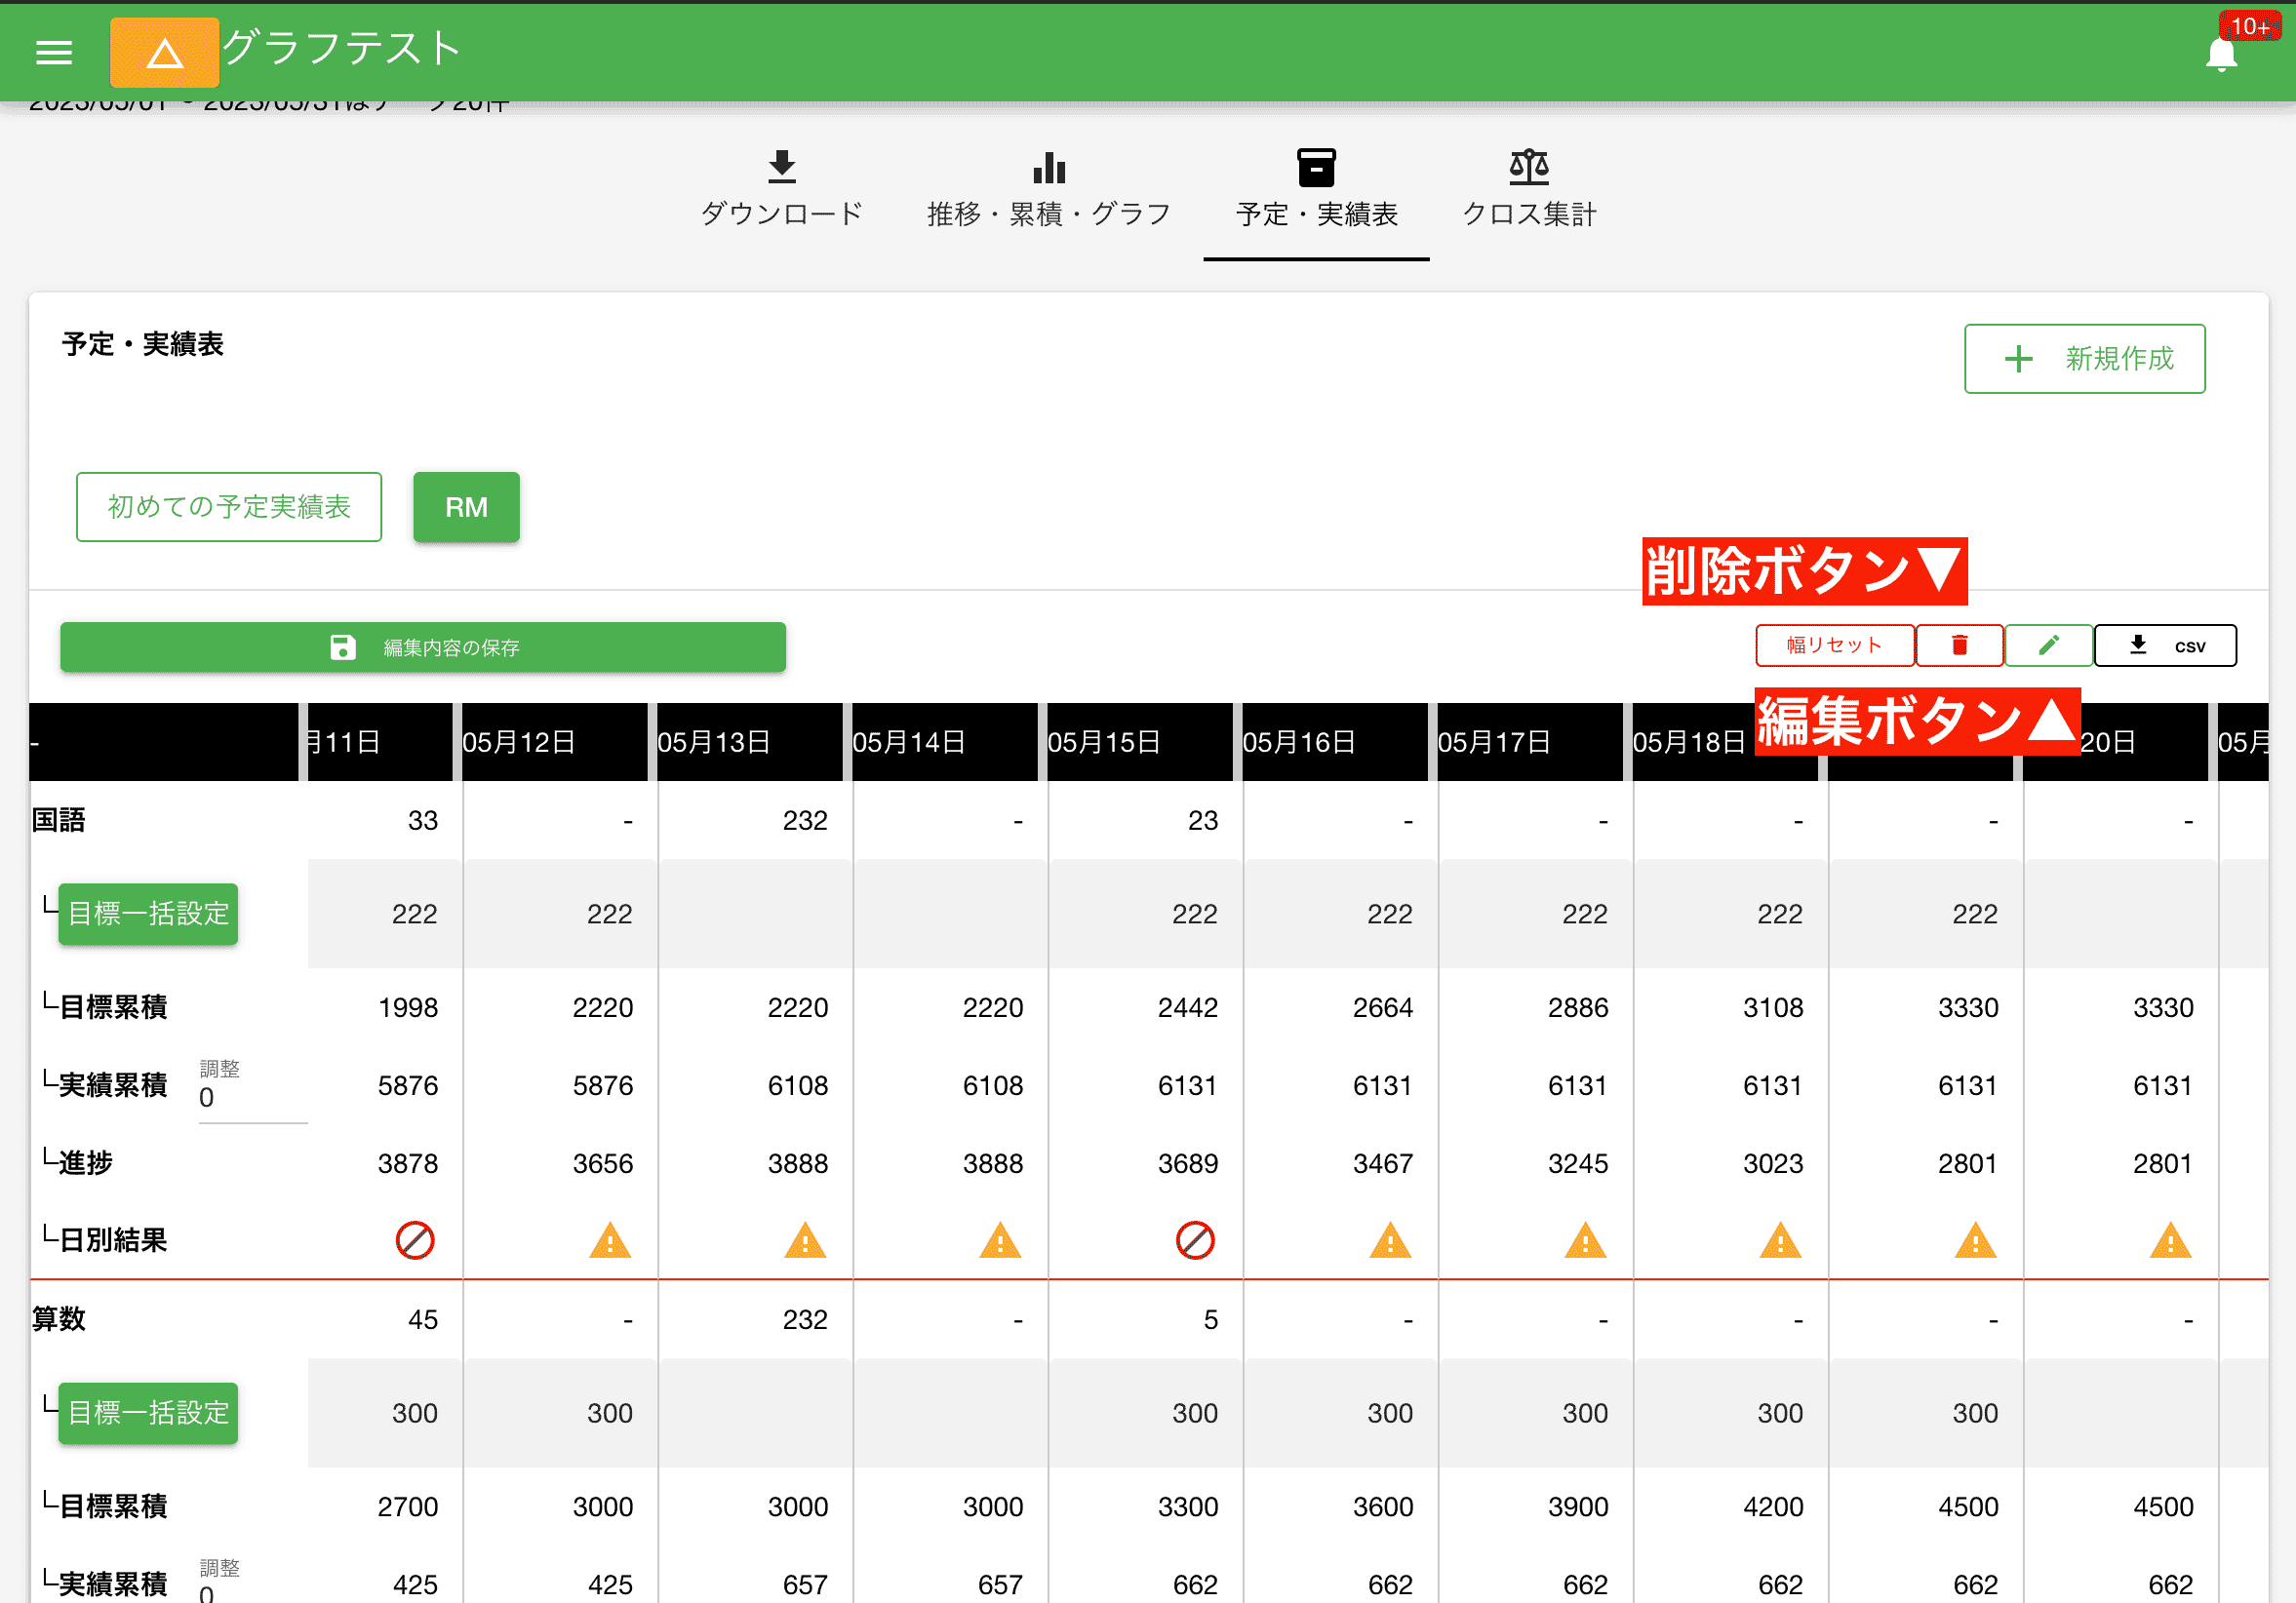 グラフテスト
10+
ダウンロード
推移・累積・グラフ
予定・実績表
クロス集計
予定・実績表
新規作成
初めての予定実績表
RM
削除ボタン▼
編集内容の保存
幅リセット
csv
編集ボタン▲
- 月11日 05月12日 05月13日 05月14日 05月15日 05月16日 05月17日 05月18日 20日 05月
国語 33 - 232 - 23 - - - - -
└ 目標一括設定 222 222 222 222 222 222 222
└目標累積 1998 2220 2220 2220 2442 2664 2886 3108 3330 3330
└実績累積 調整 0 5876 5876 6108 6108 6131 6131 6131 6131 6131 6131
└進捗 3878 3656 3888 3888 3689 3467 3245 3023 2801 2801
└日別結果
算数 45 - 232 - 5 - - - - -
└ 目標一括設定 300 300 300 300 300 300 300
└目標累積 2700 3000 3000 3000 3300 3600 3900 4200 4500 4500
└実績累積 調整 0 425 425 657 657 662 662 662 662 662 662